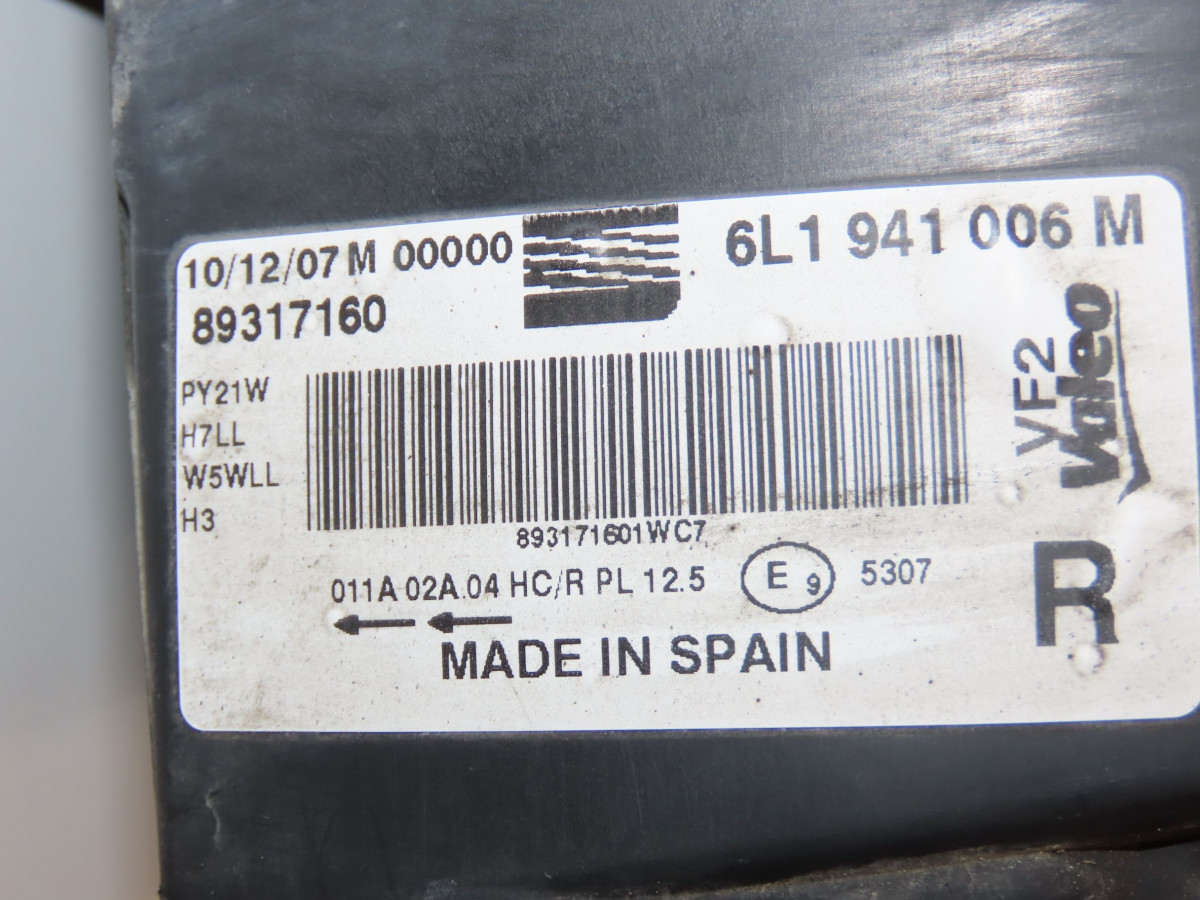 10/12/07 M 00000
6L1 941 006 M
89317160
PY21W
H7LL
W5WLL
H3
VF2
Valeo
893171601WC7
011A 02A.04 HC/R PL 12.5
E 9
5307
R
MADE IN SPAIN